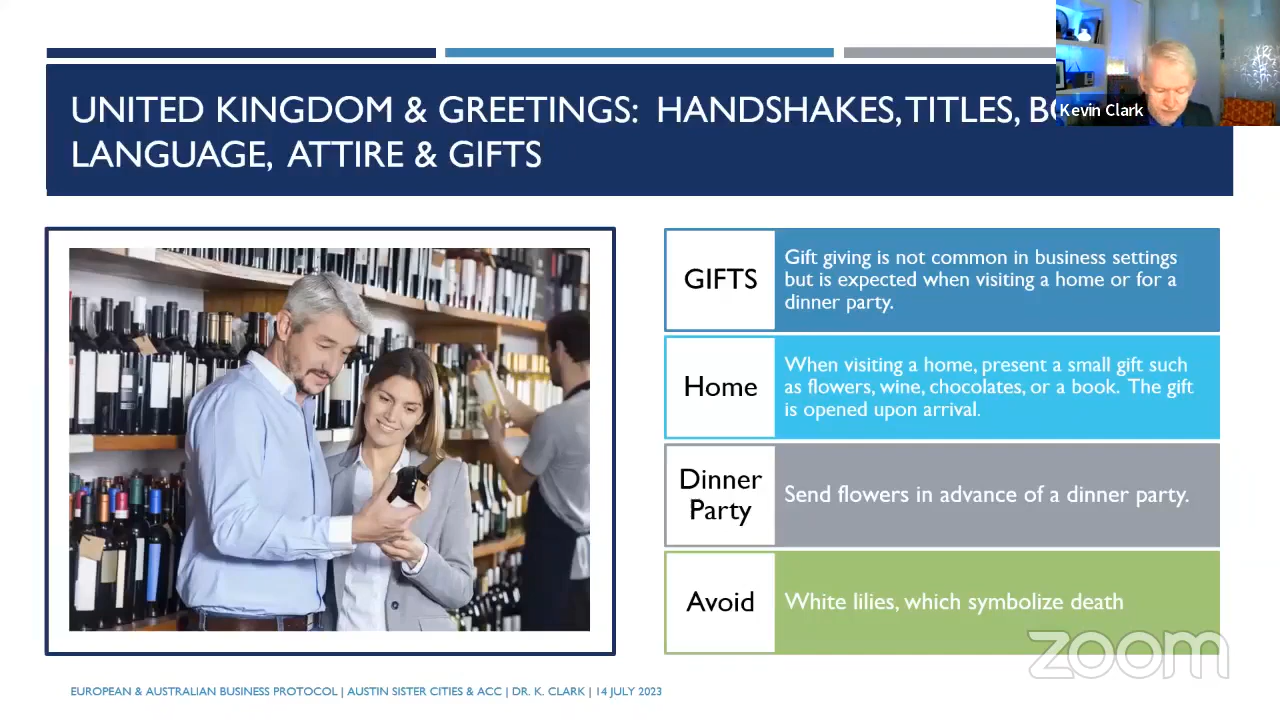 UNITED KINGDOM & GREETINGS: HANDSHAKES, TITLES,
LANGUAGE, ATTIRE & GIFTS
Kevin Clark
GIFTS
Gift giving is not common in business settings
but is expected when visiting a home or for a
dinner party.
Home
When visiting a home, present a small gift such
as flowers, wine, chocolates, or a book. The gift
is opened upon arrival.
Dinner
Party
Send flowers in advance of a dinner party.
Avoid
White lilies, which symbolize death
zoom
EUROPEAN & AUSTRALIAN BUSINESS PROTOCOL | AUSTIN SISTER CITIES & ACC | DR. K. CLARK | 14 JULY 2023